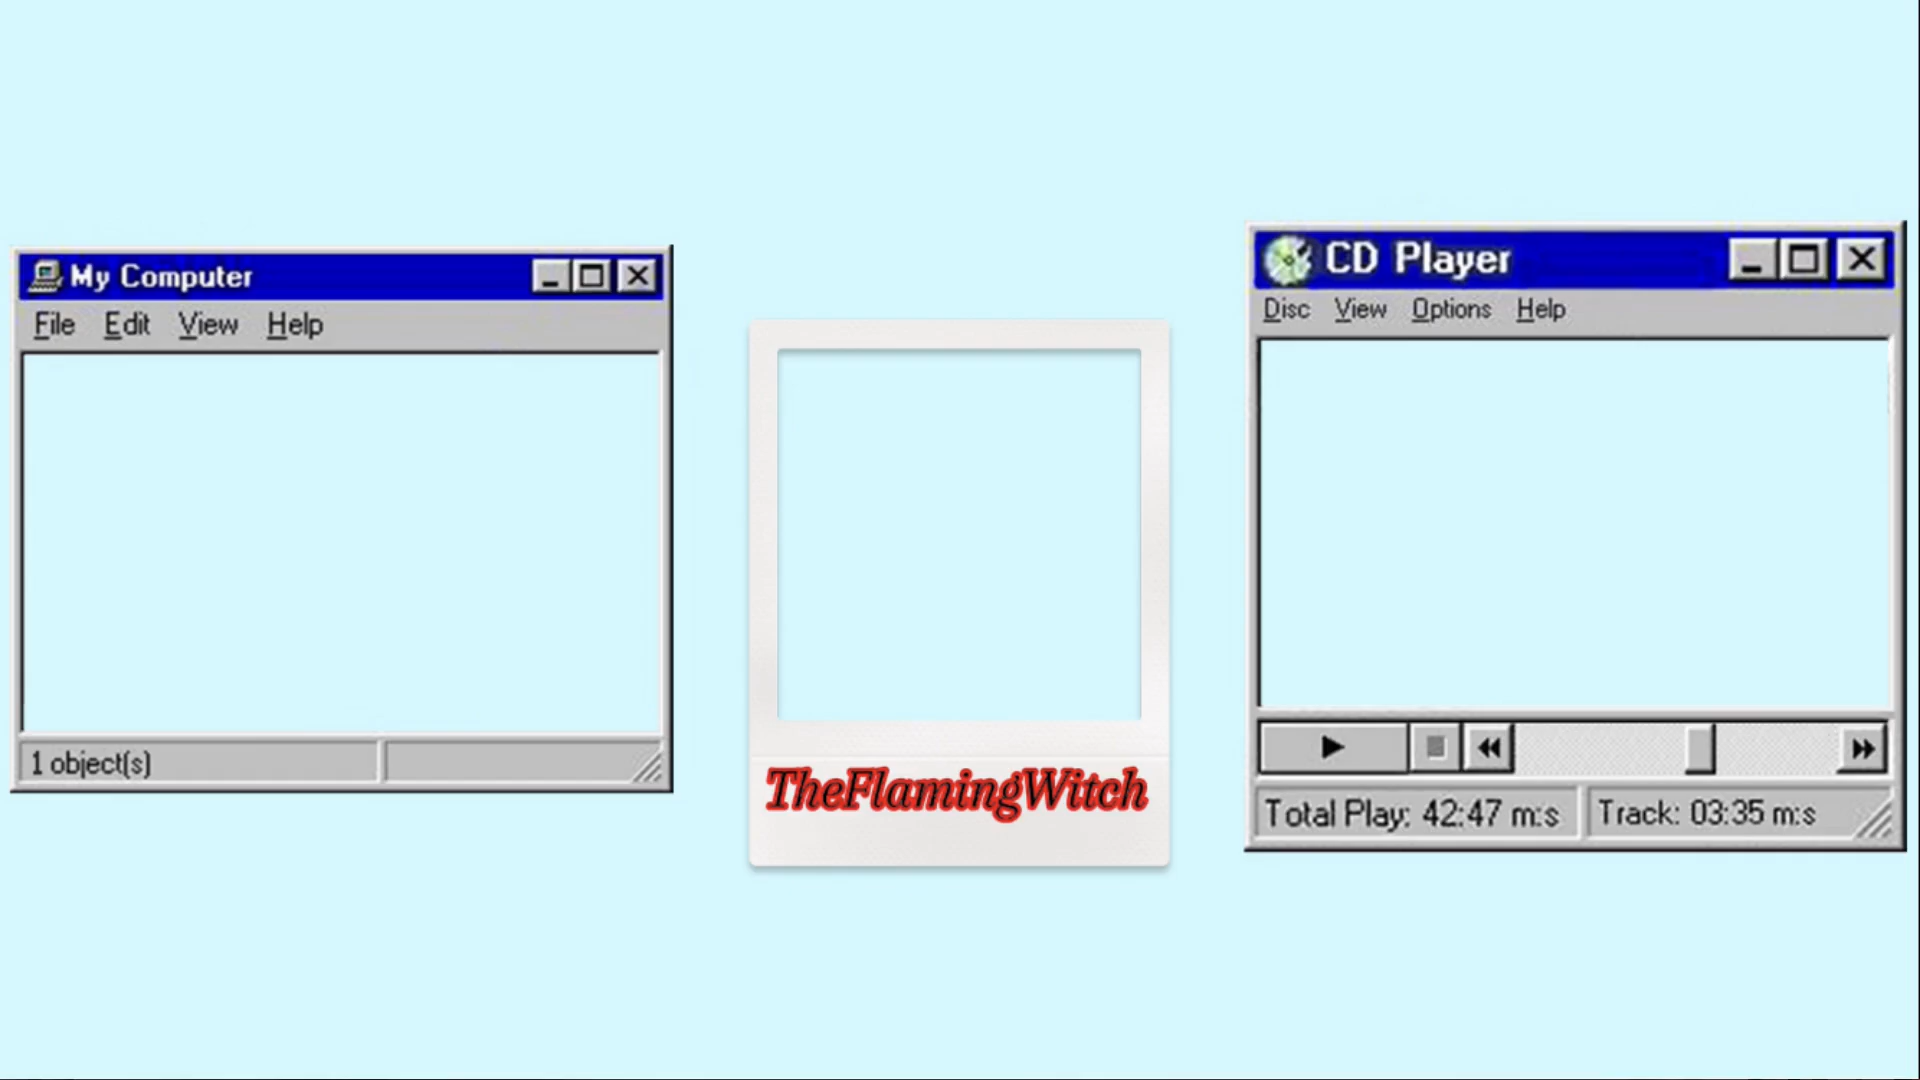 My Computer
File Edit View Help
1 object(s)
TheFlamingWitch
CD Player
Disc View Options Help
Total Play: 42:47 m:s
Track: 03:35 m:s